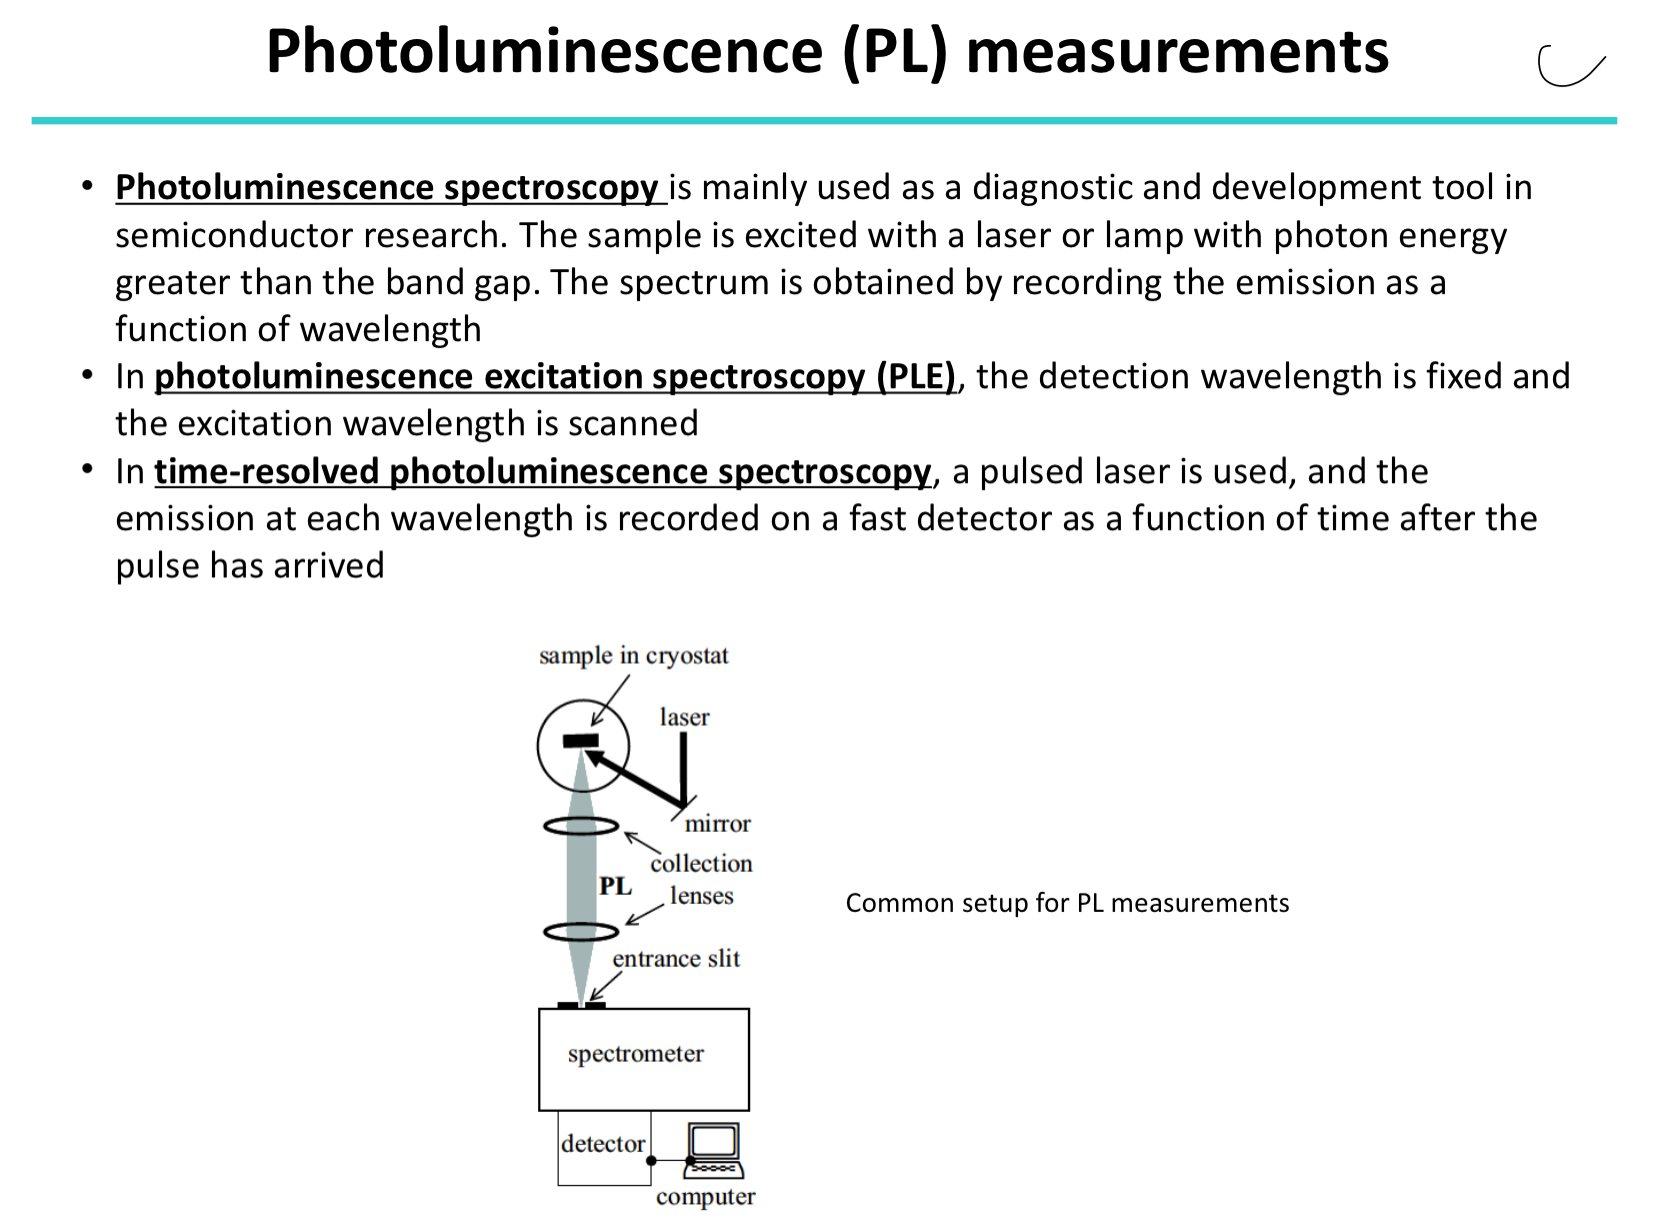 Photoluminescence (PL) measurements
• Photoluminescence spectroscopy is mainly used as a diagnostic and development tool in
semiconductor research. The sample is excited with a laser or lamp with photon energy
greater than the band gap. The spectrum is obtained by recording the emission as a
function of wavelength
• In photoluminescence excitation spectroscopy (PLE), the detection wavelength is fixed and
the excitation wavelength is scanned
• In time-resolved photoluminescence spectroscopy, a pulsed laser is used, and the
emission at each wavelength is recorded on a fast detector as a function of time after the
pulse has arrived
sample in cryostat
laser
mirror
collection
lenses
PL
entrance slit
spectrometer
detector
computer
Common setup for PL measurements